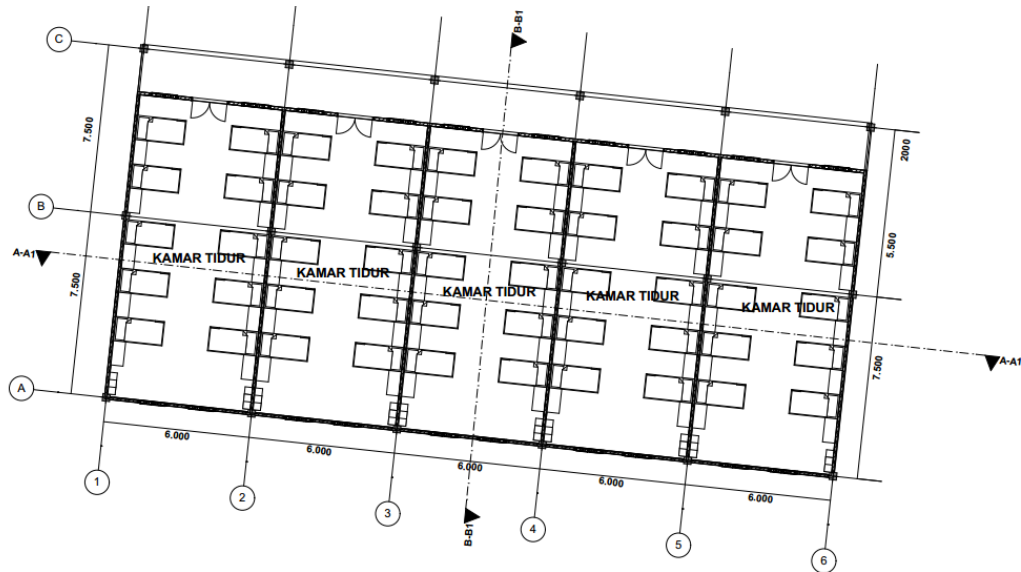 B-B1
C
7.500
2000
B
A-A1
5.500
KAMAR TIDUR
KAMAR TIDUR
KAMAR TIDUR
KAMAR TIDUR
KAMAR TIDUR
7.500
A-A1
7.500
A
6.000
6.000
6.000
6.000
6.000
1
2
3
4
5
6
B-B1